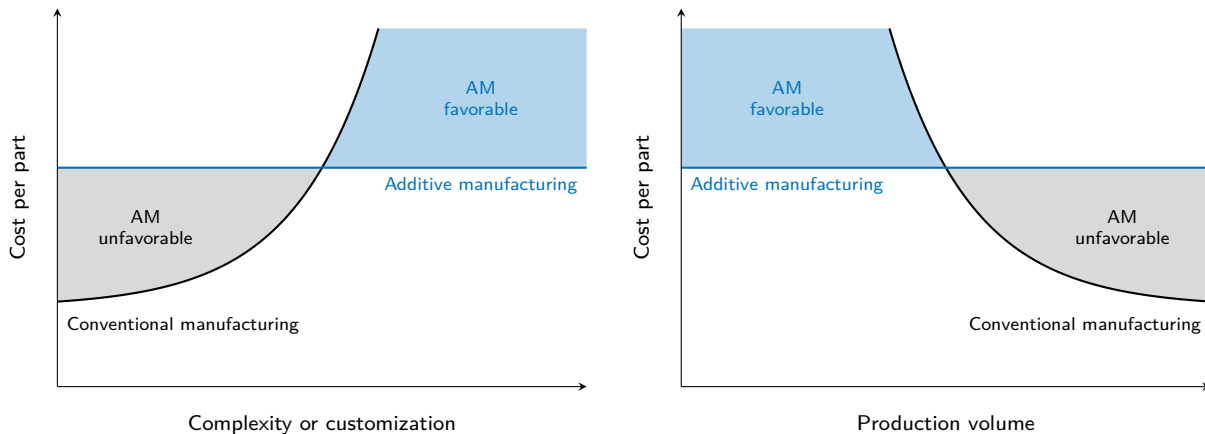 Cost per part
AM
favorable
Additive manufacturing
AM
unfavorable
Conventional manufacturing
Complexity or customization
Cost per part
AM
favorable
Additive manufacturing
AM
unfavorable
Conventional manufacturing
Production volume